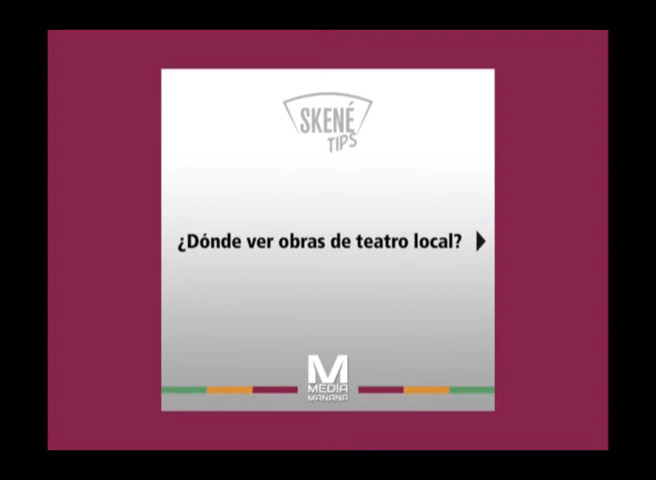 SKENÉ
TIPS
¿Dónde ver obras de teatro local?
M
MEDIA
MAÑANA